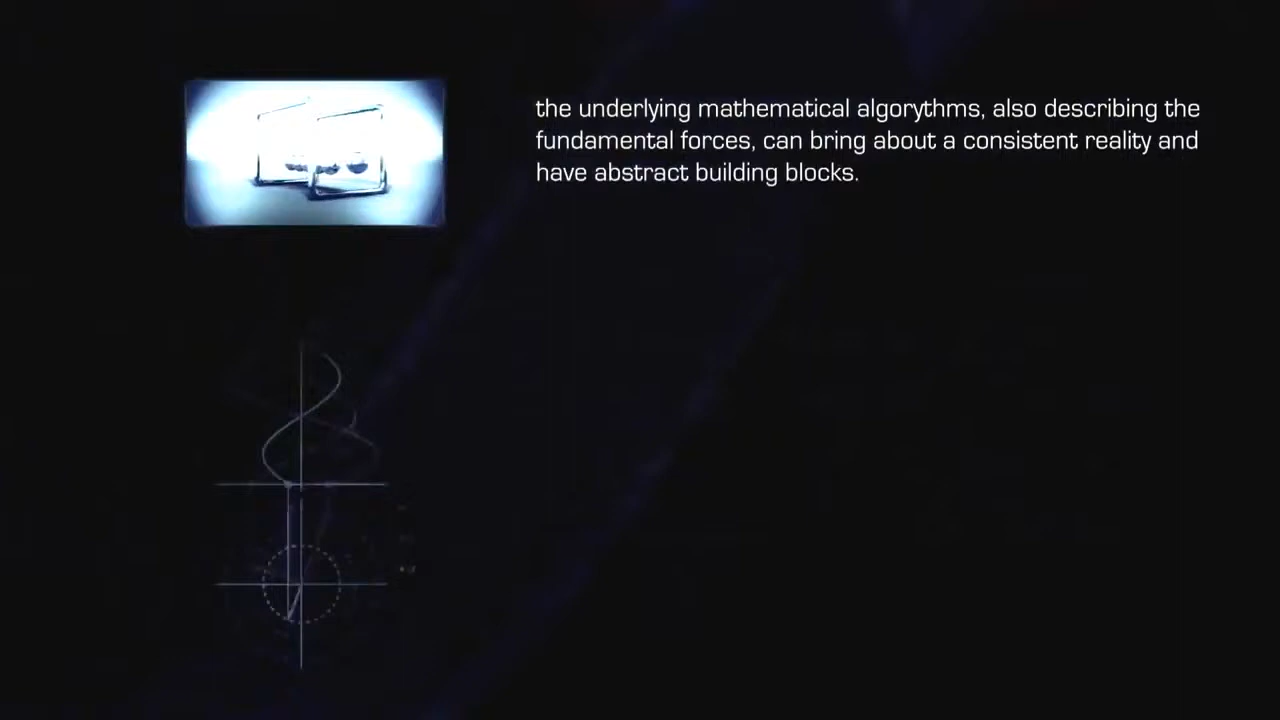 the underlying mathematical algorythms, also describing the
fundamental forces, can bring about a consistent reality and
have abstract building blocks.